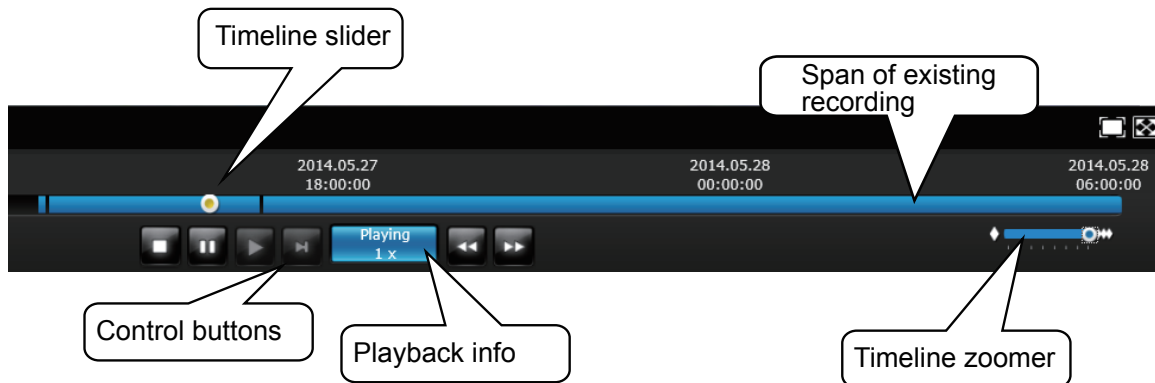 Timeline slider
Span of existing
recording
2014.05.27
18:00:00
2014.05.28
00:00:00
2014.05.28
06:00:00
Playing
1 x
Control buttons
Playback info
Timeline zoomer